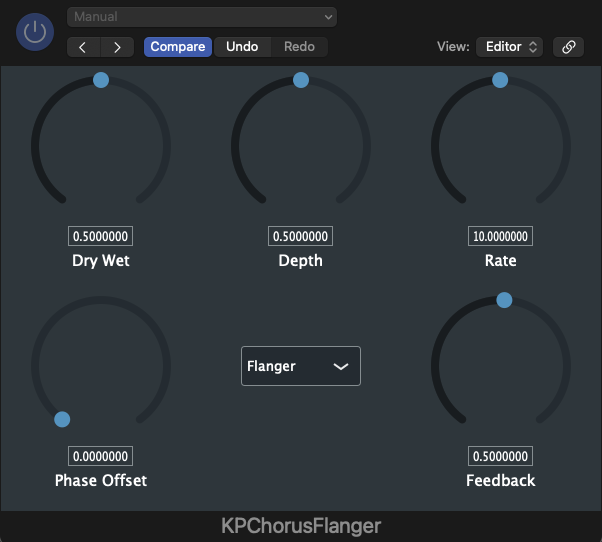 Manual
Compare Undo Redo View: Editor
0.5000000 0.5000000 10.0000000
Dry Wet Depth Rate
Flanger
0.0000000 0.5000000
Phase Offset Feedback
KPChorusFlanger